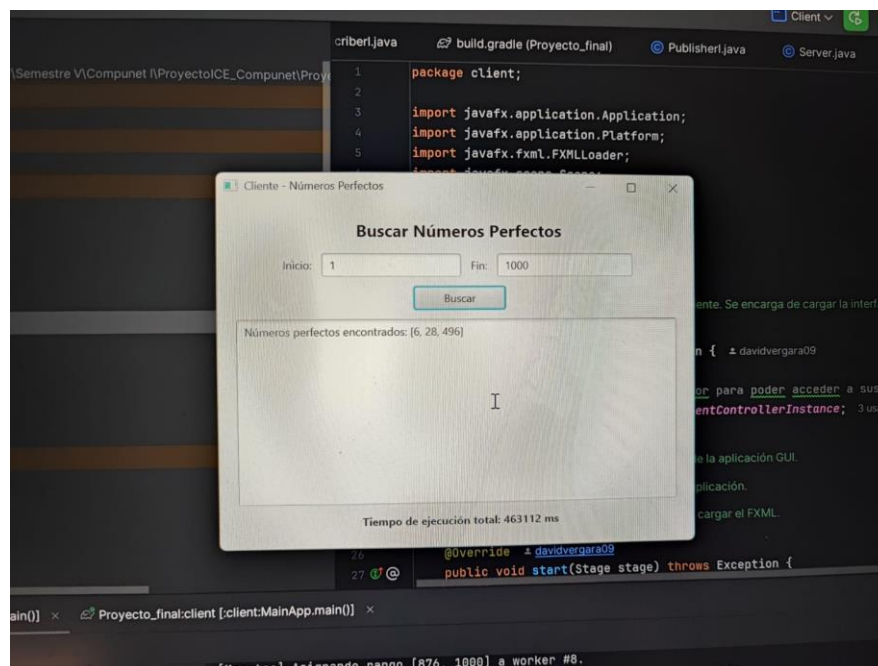 Client
criberI.java build.gradle (Proyecto_final) PublisherI.java Server.java
\Semestre V\Compunet I\ProyectoICE_Compunet\Proye
1 package client;
2
3 import javafx.application.Application;
4 import javafx.application.Platform;
5 import javafx.fxml.FXMLLoader;
Cliente - Números Perfectos
Buscar Números Perfectos
Inicio: 1 Fin: 1000
Buscar
ente. Se encarga de cargar la interf
Números perfectos encontrados: [6, 28, 496]
n { davidvergara09
or para poder acceder a sus
entControllerInstance; 3 us
e la aplicación GUI.
plicación.
cargar el FXML.
Tiempo de ejecución total: 463112 ms
26 @Override davidvergara09
27 @ public void start(Stage stage) throws Exception {
ain()] × Proyecto_final:client [:client:MainApp.main()] ×
rango [876, 1000] a worker #8.